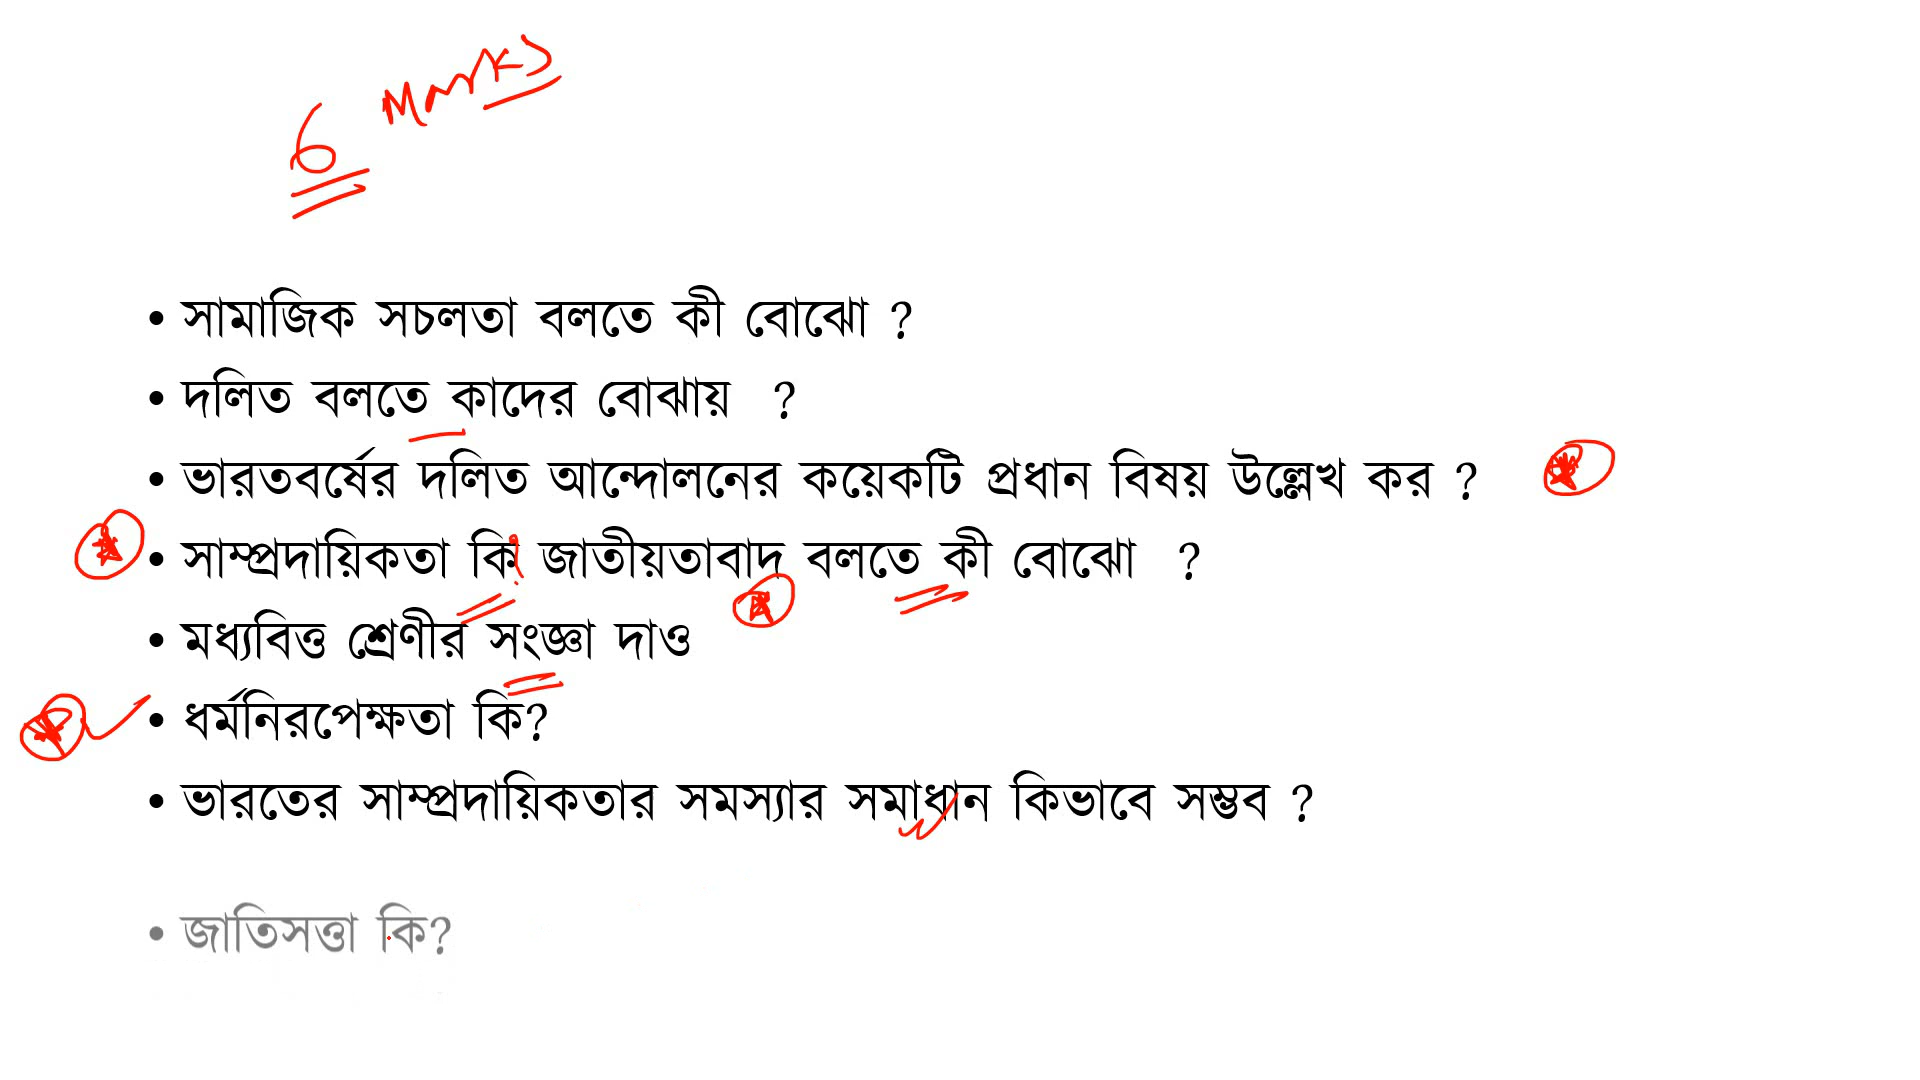 6 Marks
• সামাজিক সচলতা বলতে কী বোঝো ?
• দলিত বলতে কাদের বোঝায় ?
• ভারতবর্ষের দলিত আন্দোলনের কয়েকটি প্রধান বিষয় উল্লেখ কর ?
• সাম্প্রদায়িকতা কি? জাতীয়তাবাদ বলতে কী বোঝো ?
• মধ্যবিত্ত শ্রেণীর সংজ্ঞা দাও
• ধর্মনিরপেক্ষতা কি?
• ভারতের সাম্প্রদায়িকতার সমস্যার সমাধান কিভাবে সম্ভব ?
• জাতিসত্তা কি?